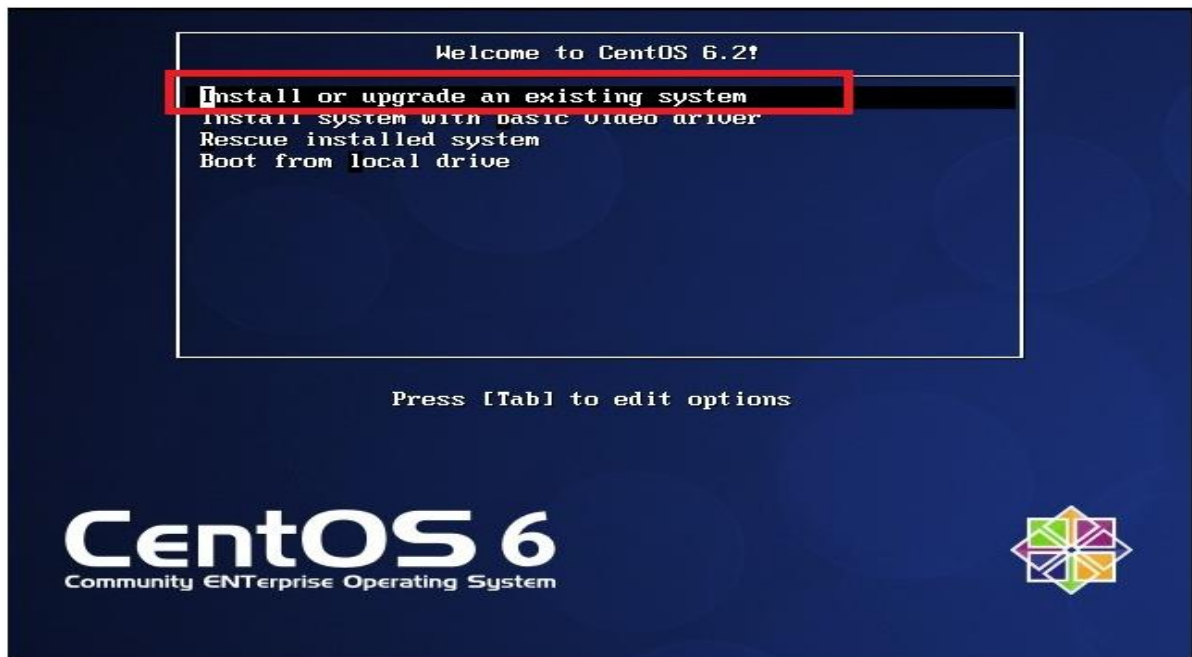 Welcome to CentOS 6.2!
Install or upgrade an existing system
Install system with basic video driver
Rescue installed system
Boot from local drive
Press [Tab] to edit options
CentOS 6
Community ENTerprise Operating System